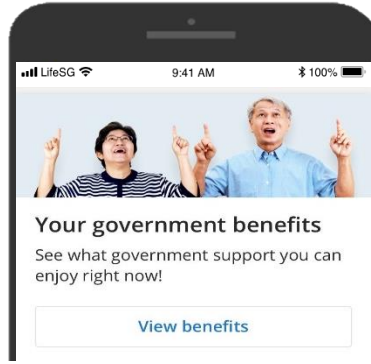 LifeSG 9:41 AM 100%
Your government benefits
See what government support you can
enjoy right now!
View benefits